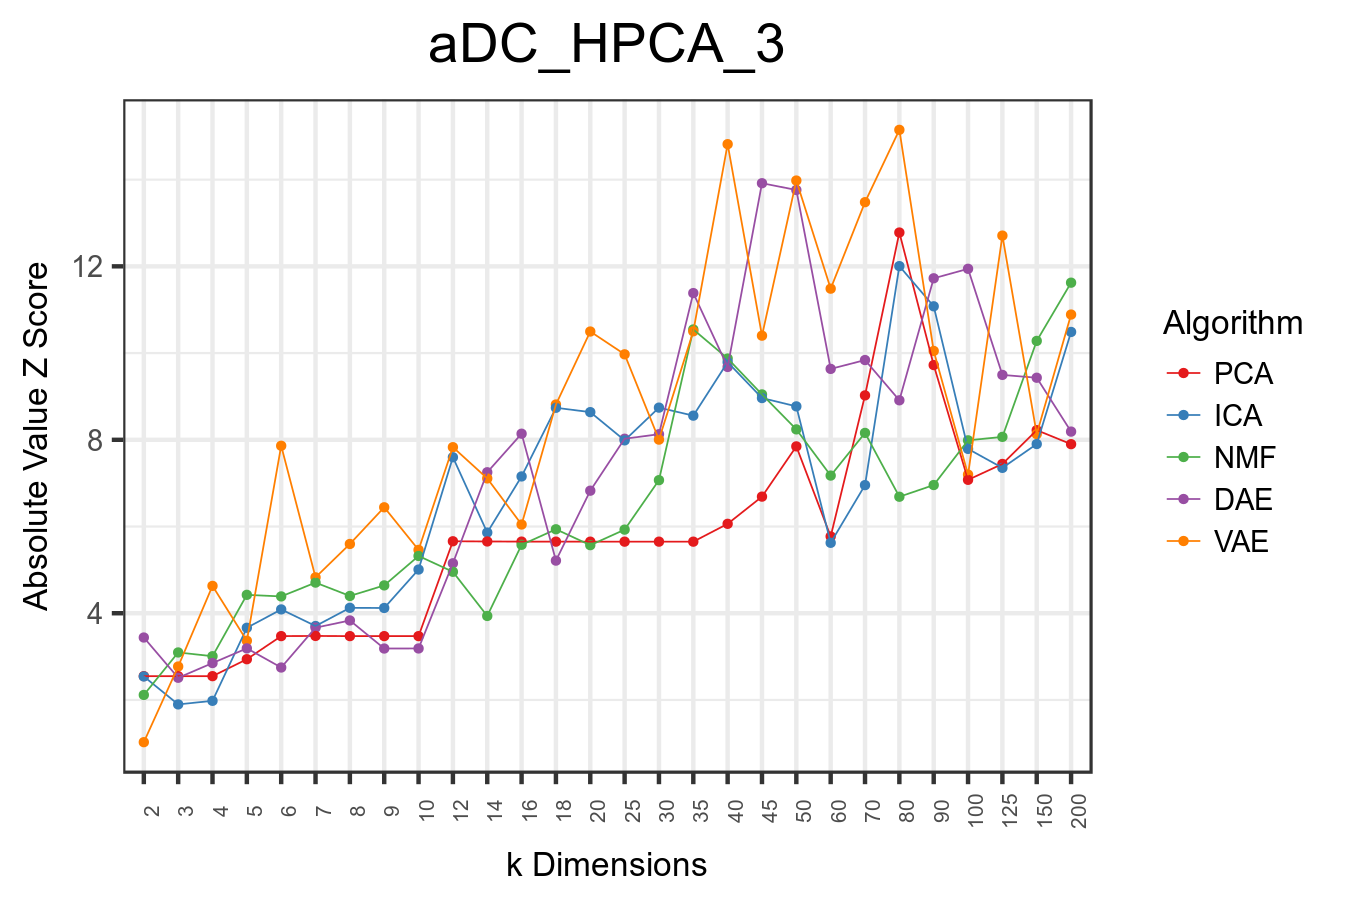 aDC_HPCA_3
Absolute Value Z Score
12
8
4
2 3 4 5 6 7 8 9 10 12 14 16 18 20 25 30 35 40 45 50 60 70 80 90 100 125 150 200
k Dimensions
Algorithm
PCA
ICA
NMF
DAE
VAE